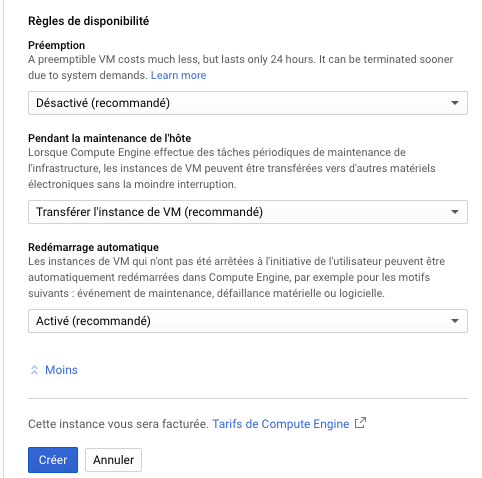 Règles de disponibilité
Préemption
A preemptible VM costs much less, but lasts only 24 hours. It can be terminated sooner
due to system demands. Learn more
Désactivé (recommandé)
Pendant la maintenance de l'hôte
Lorsque Compute Engine effectue des tâches périodiques de maintenance de
l'infrastructure, les instances de VM peuvent être transférées vers d'autres matériels
électroniques sans la moindre interruption.
Transférer l'instance de VM (recommandé)
Redémarrage automatique
Les instances de VM qui n'ont pas été arrêtées à l'initiative de l'utilisateur peuvent être
automatiquement redémarrées dans Compute Engine, par exemple pour les motifs
suivants : événement de maintenance, défaillance matérielle ou logicielle.
Activé (recommandé)
Moins
Cette instance vous sera facturée. Tarifs de Compute Engine
Créer Annuler